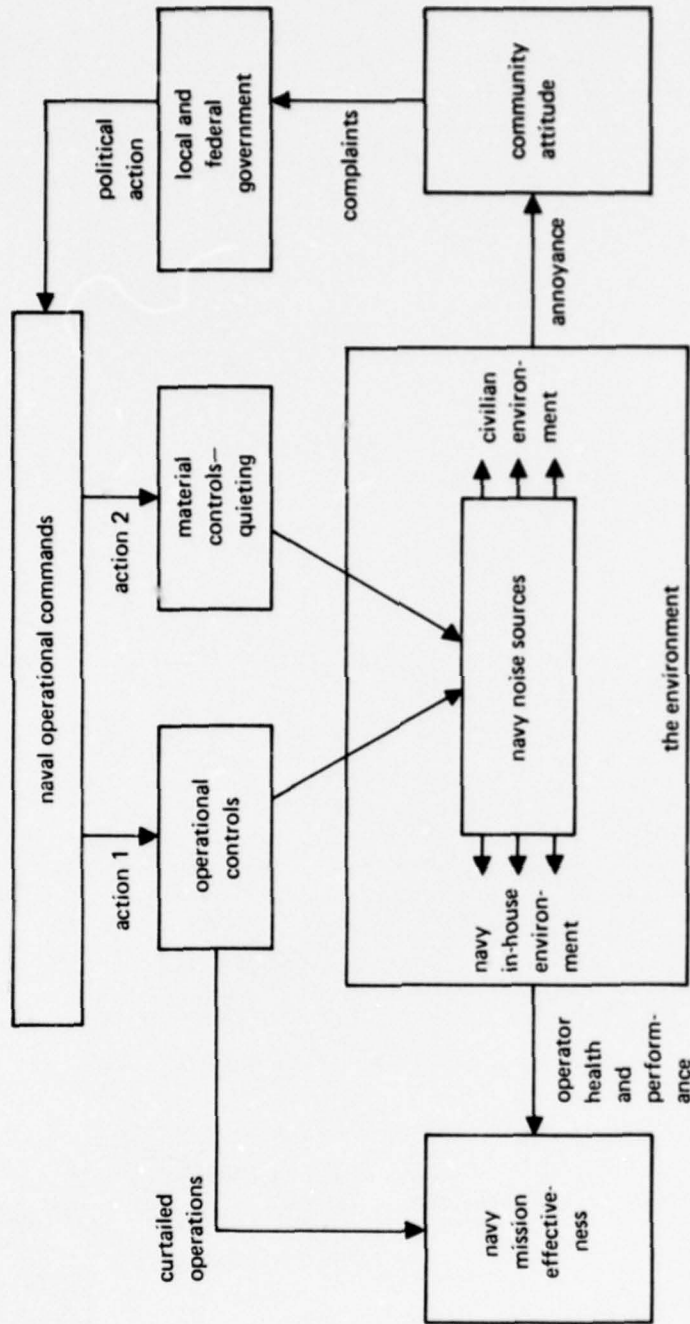 naval operational commands
political
action
action 1
action 2
operational
controls
material
controls—
quieting
local and
federal
government
curtailed
operations
complaints
navy
mission
effective-
ness
operator
health
and
perform-
ance
navy
in-house
environ-
ment
navy noise sources
civilian
environ-
ment
the environment
annoyance
community
attitude